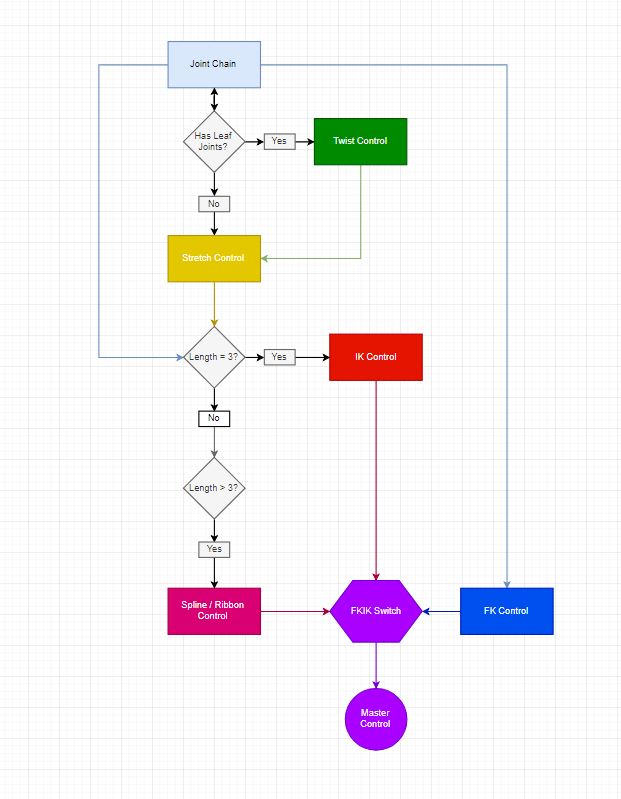 Joint Chain
Has Leaf
Joints?
Yes
Twist Control
No
Stretch Control
Length = 3?
Yes
IK Control
No
Length > 3?
Yes
Spline / Ribbon
Control
FKIK Switch
FK Control
Master
Control